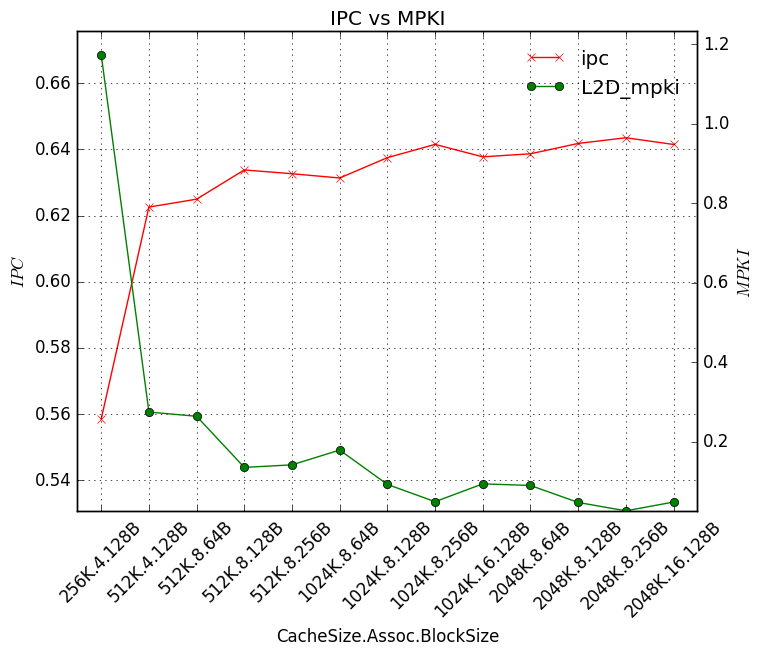 IPC vs MPKI
ipc
L2D_mpki
0.66
0.64
0.62
0.60
0.58
0.56
0.54
IPC
1.2
1.0
0.8
0.6
0.4
0.2
MPKI
256K.4.128B
512K.4.128B
512K.8.64B
512K.8.128B
512K.8.256B
1024K.8.64B
1024K.8.128B
1024K.8.256B
1024K.16.128B
2048K.8.64B
2048K.8.128B
2048K.8.256B
2048K.16.128B
CacheSize.Assoc.BlockSize